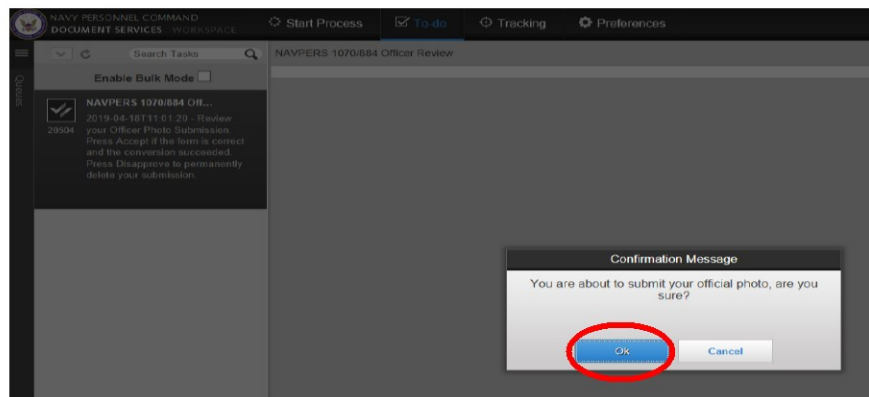 NAVY PERSONNEL COMMAND
DOCUMENT SERVICES WORKSPACE
Start Process
To-do
Tracking
Preferences
Search Tasks
NAVPERS 1070/884 Officer Review
Enable Bulk Mode
Queues
NAVPERS 1070/884 Off...
2019-04-18T11:01:20 - Review
20504 your Officer Photo Submission.
Press Accept if the form is correct
and the conversion succeeded.
Press Disapprove to permanently
delete your submission.
Confirmation Message
You are about to submit your official photo, are you
sure?
Ok
Cancel